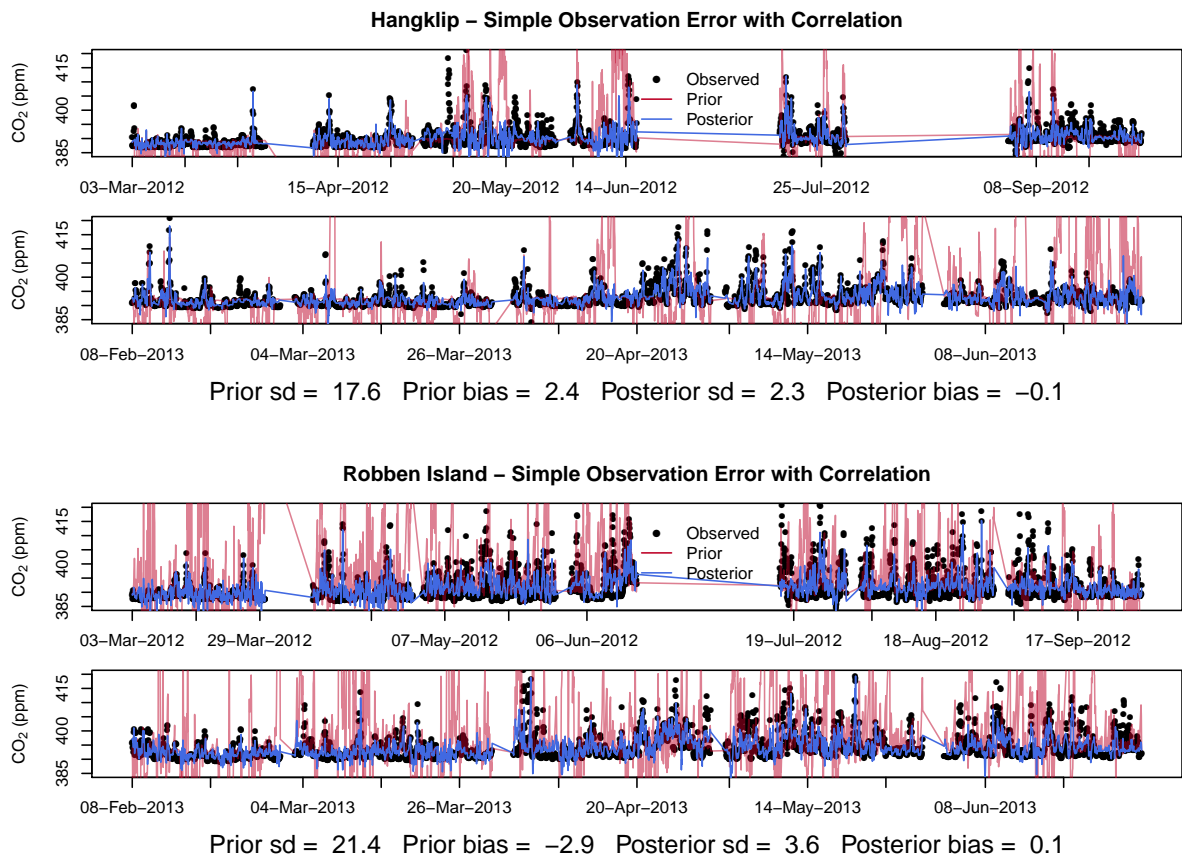 Hangklip – Simple Observation Error with Correlation
CO2 (ppm)
385 400 415
Observed
Prior
Posterior
03−Mar−2012 15−Apr−2012 20−May−2012 14−Jun−2012 25−Jul−2012 08−Sep−2012
CO2 (ppm)
385 400 415
08−Feb−2013 04−Mar−2013 26−Mar−2013 20−Apr−2013 14−May−2013 08−Jun−2013
Prior sd = 17.6 Prior bias = 2.4 Posterior sd = 2.3 Posterior bias = −0.1
Robben Island – Simple Observation Error with Correlation
CO2 (ppm)
385 400 415
Observed
Prior
Posterior
03−Mar−2012 29−Mar−2012 07−May−2012 06−Jun−2012 19−Jul−2012 18−Aug−2012 17−Sep−2012
CO2 (ppm)
385 400 415
08−Feb−2013 04−Mar−2013 26−Mar−2013 20−Apr−2013 14−May−2013 08−Jun−2013
Prior sd = 21.4 Prior bias = −2.9 Posterior sd = 3.6 Posterior bias = 0.1